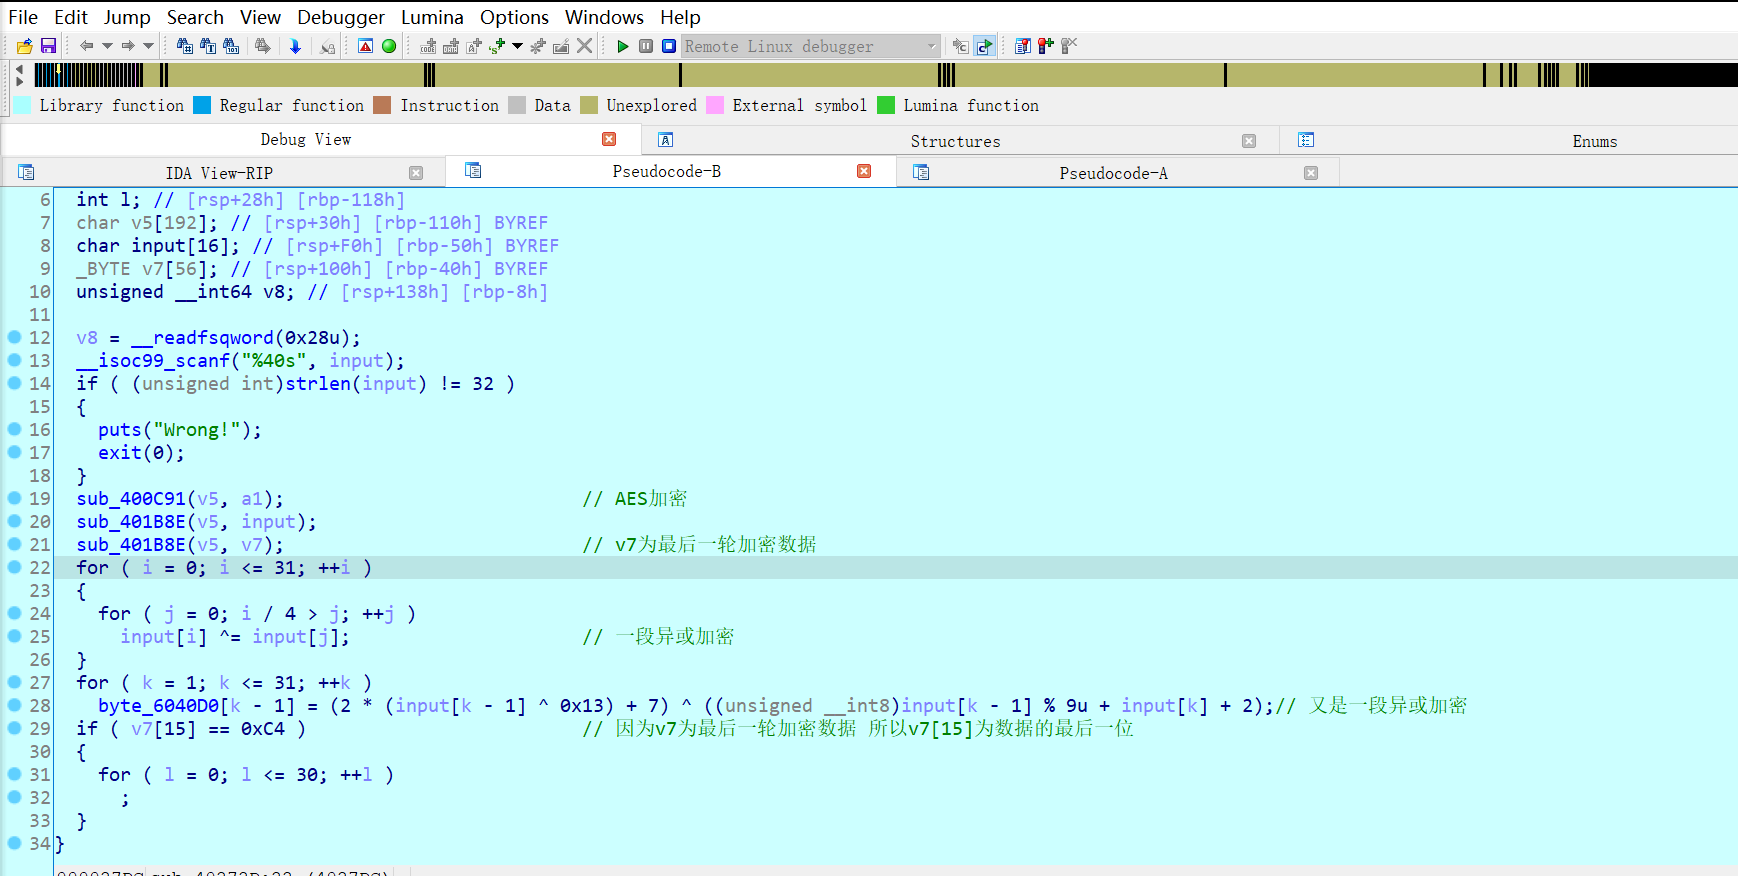 File Edit Jump Search View Debugger Lumina Options Windows Help
Remote Linux debugger
Library function Regular function Instruction Data Unexplored External symbol Lumina function
Debug View Structures Enums
IDA View-RIP Pseudocode-B Pseudocode-A
6 int l; // [rsp+28h] [rbp-118h]
7 char v5[192]; // [rsp+30h] [rbp-110h] BYREF
8 char input[16]; // [rsp+F0h] [rbp-50h] BYREF
9 _BYTE v7[56]; // [rsp+100h] [rbp-40h] BYREF
10 unsigned __int64 v8; // [rsp+138h] [rbp-8h]
11
12 v8 = __readfsqword(0x28u);
13 __isoc99_scanf("%40s", input);
14 if ( (unsigned int)strlen(input) != 32 )
15 {
16 puts("Wrong!");
17 exit(0);
18 }
19 sub_400C91(v5, a1); // AES加密
20 sub_401B8E(v5, input);
21 sub_401B8E(v5, v7); // v7为最后一轮加密数据
22 for ( i = 0; i <= 31; ++i )
23 {
24 for ( j = 0; i / 4 > j; ++j )
25 input[i] ^= input[j]; // 一段异或加密
26 }
27 for ( k = 1; k <= 31; ++k )
28 byte_6040D0[k - 1] = (2 * (input[k - 1] ^ 0x13) + 7) ^ ((unsigned __int8)input[k - 1] % 9u + input[k] + 2);// 又是一段异或加密
29 if ( v7[15] == 0xC4 ) // 因为v7为最后一轮加密数据 所以v7[15]为数据的最后一位
30 {
31 for ( l = 0; l <= 30; ++l )
32 ;
33 }
34 }